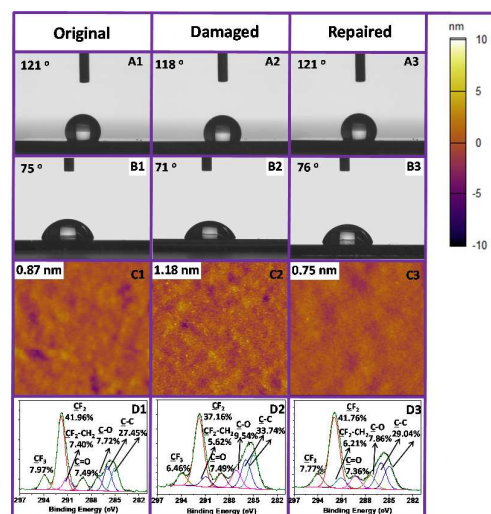 Original Damaged Repaired
nm
121 ° A1 118 ° A2 121 ° A3
75 ° B1 71 ° B2 76 ° B3
0.87 nm C1 1.18 nm C2 0.75 nm C3
10
5
0
-5
-10
D1
CF2
41.96%
CF2-CH2
7.40%
C-O
7.72%
C-C
27.45%
CF3
7.97%
C=O
7.49%
297 294 291 288 285 282
Binding Energy (eV)
D2
CF2
37.16%
CF2-CH2
5.62%
C-O
9.54%
C-C
33.74%
CF3
6.46%
C=O
7.49%
297 294 291 288 285 282
Binding Energy (eV)
D3
CF2
41.76%
CF2-CH2
6.21%
C-O
7.86%
C-C
29.04%
CF3
7.77%
C=O
7.36%
297 294 291 288 285 282
Binding Energy (eV)